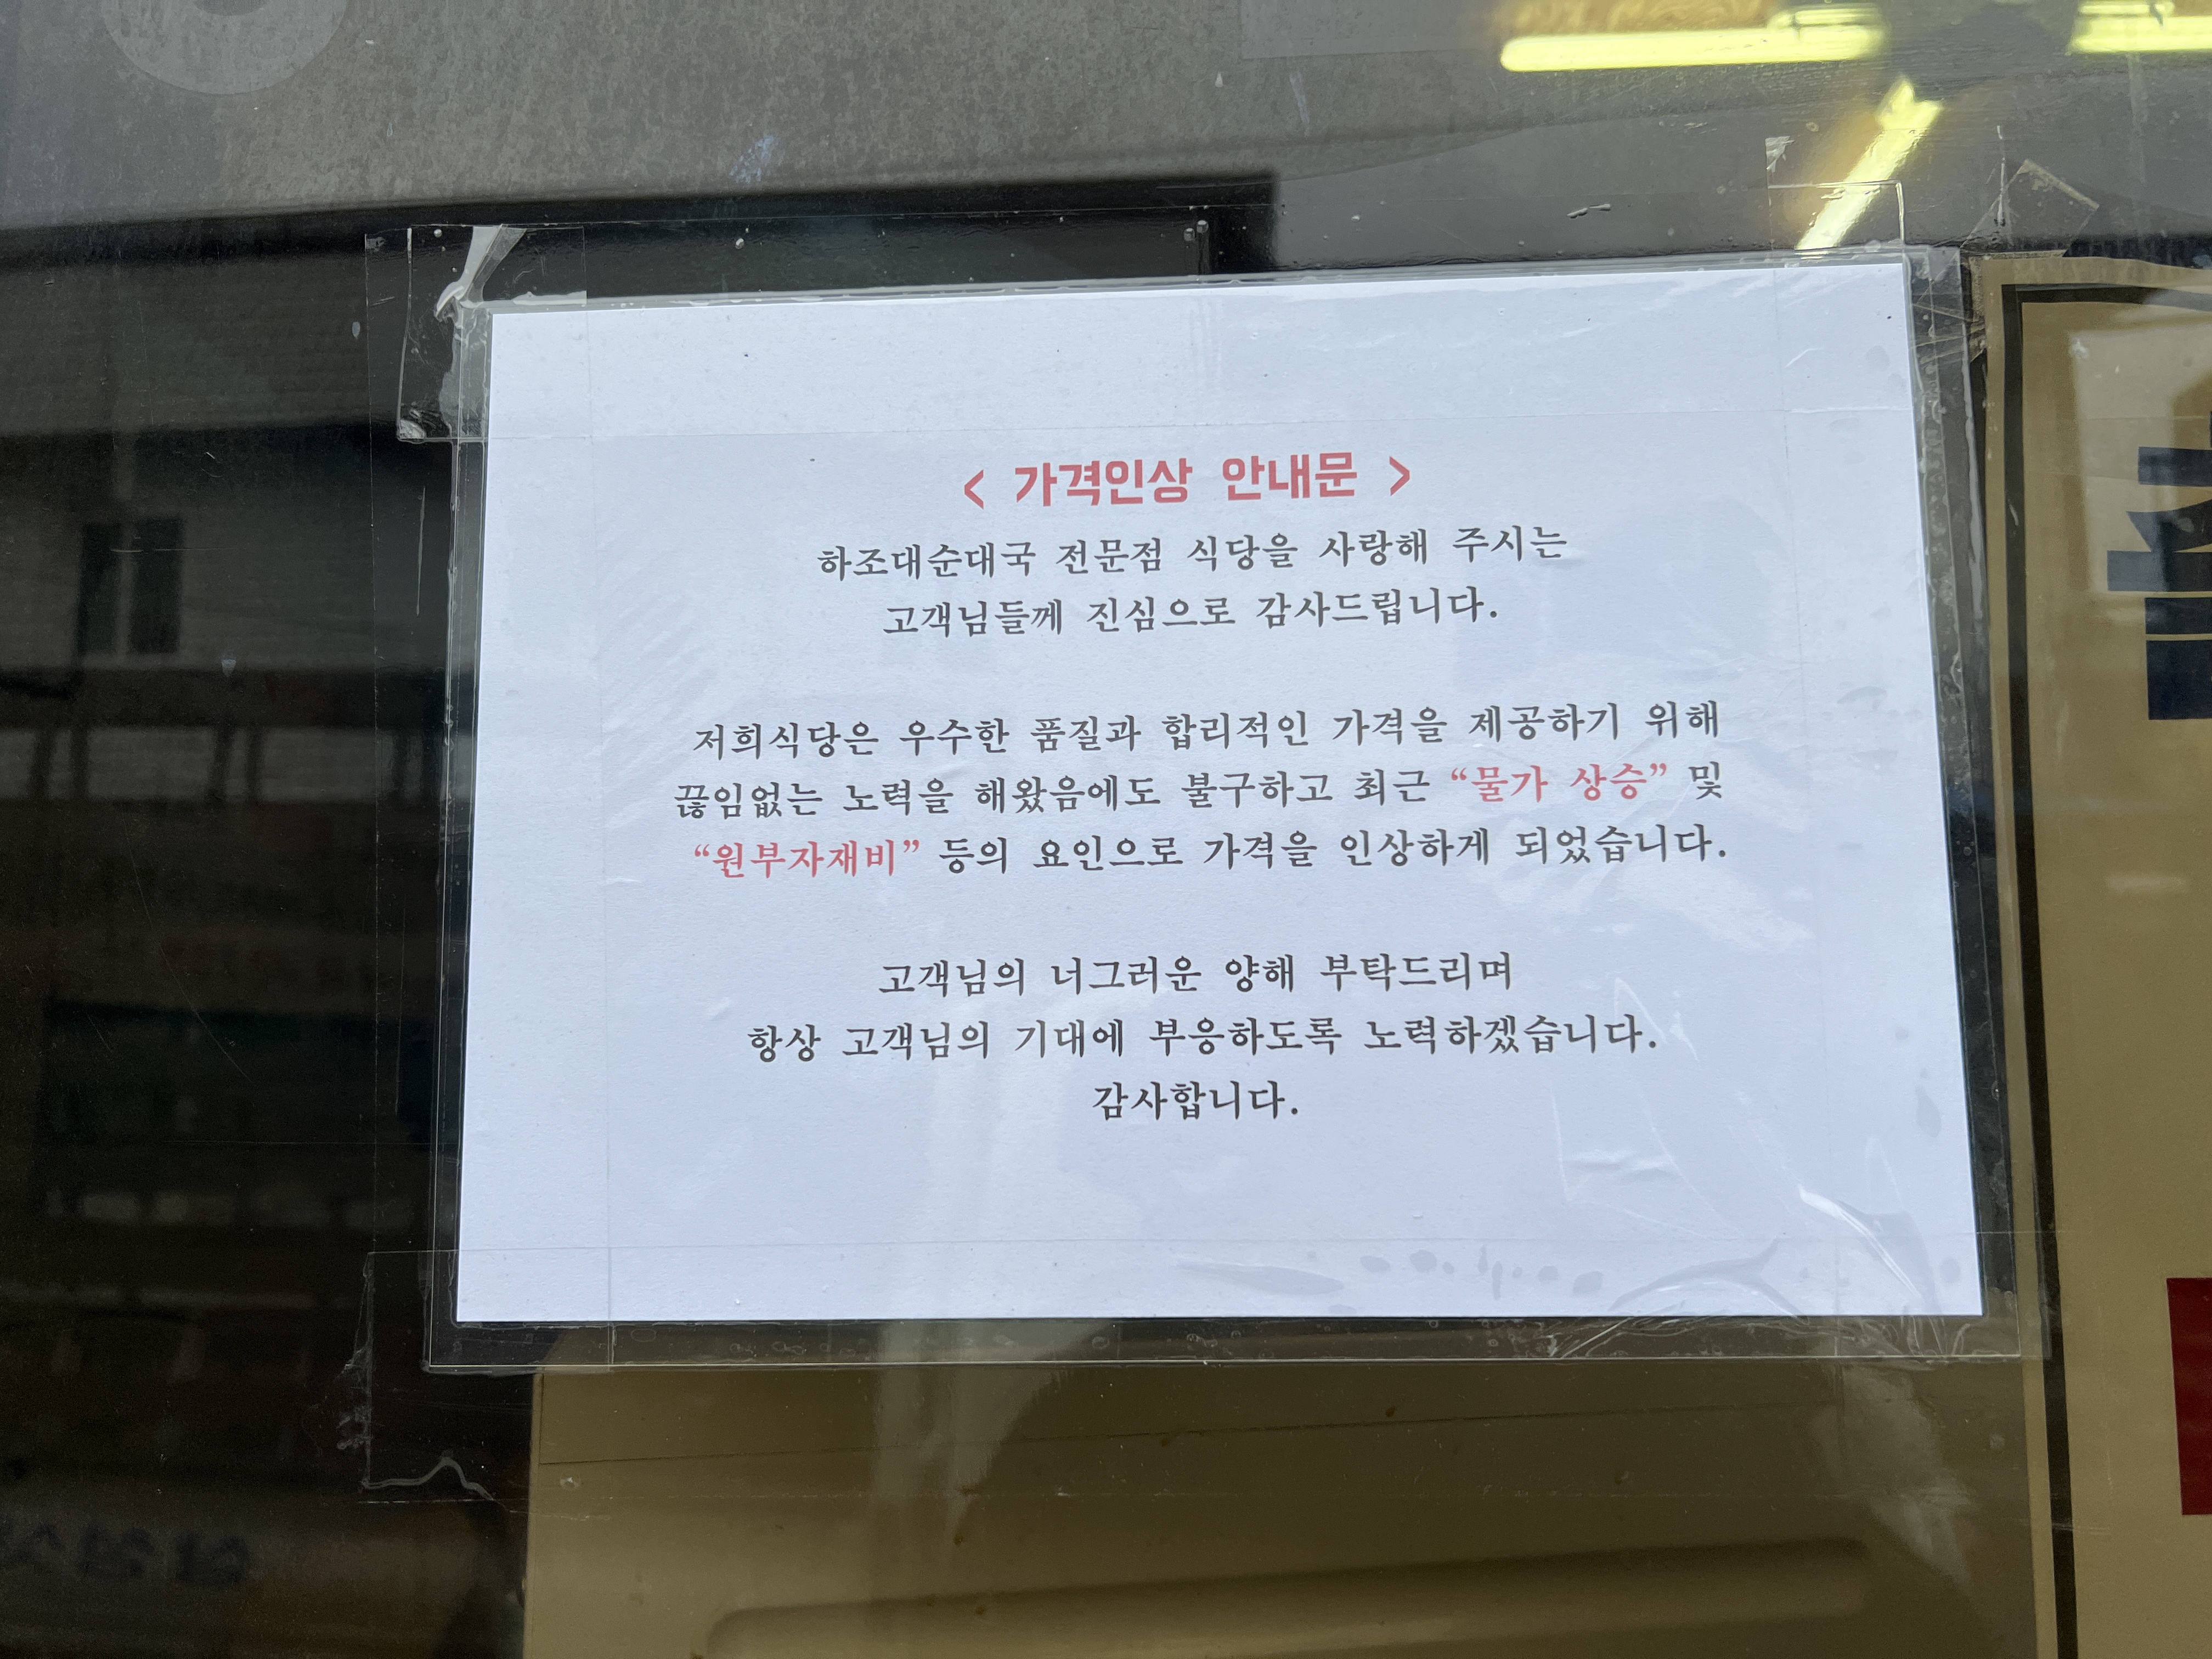 < 가격인상 안내문 >
하조대순대국 전문점 식당을 사랑해 주시는
고객님들께 진심으로 감사드립니다.
저희식당은 우수한 품질과 합리적인 가격을 제공하기 위해
끊임없는 노력을 해왔음에도 불구하고 최근 “물가 상승” 및
“원부자재비” 등의 요인으로 가격을 인상하게 되었습니다.
고객님의 너그러운 양해 부탁드리며
항상 고객님의 기대에 부응하도록 노력하겠습니다.
감사합니다.